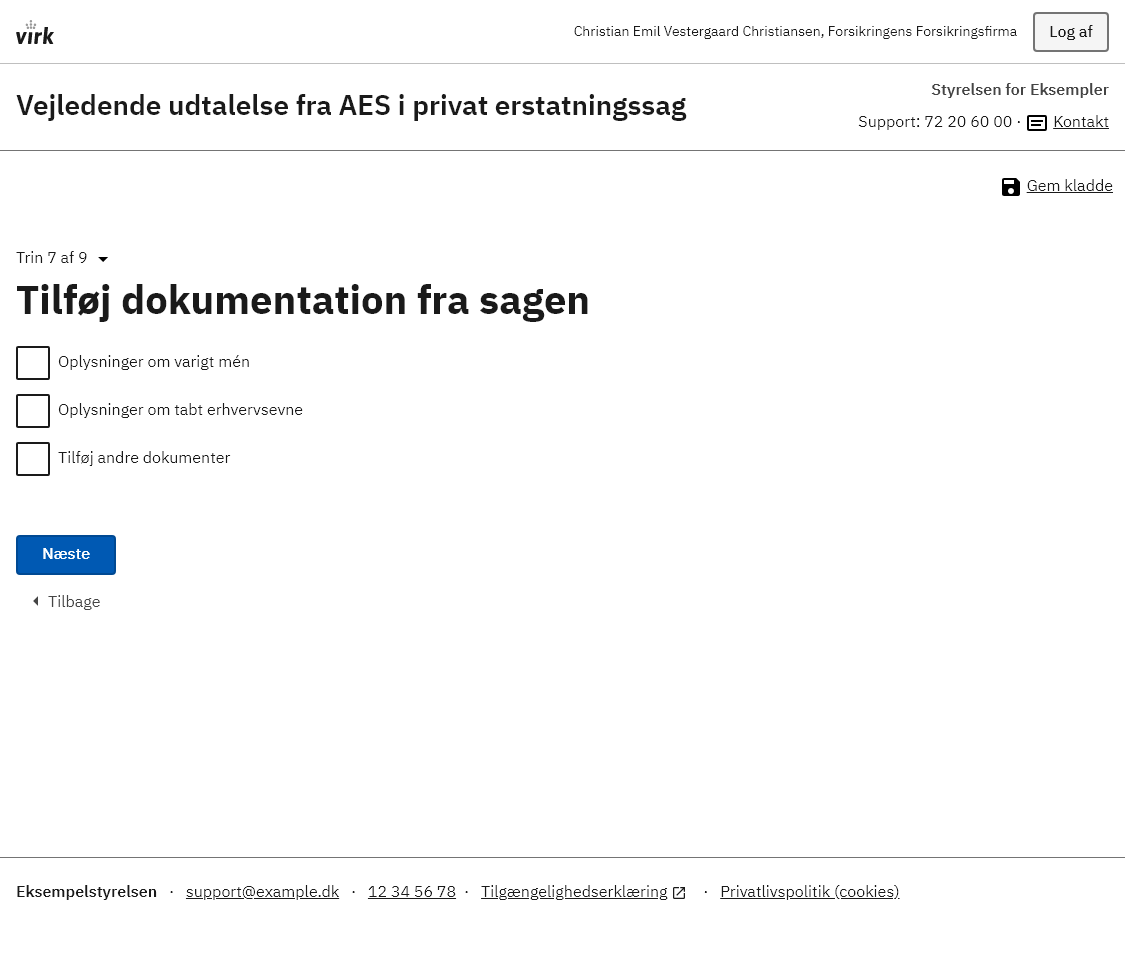 virk
Christian Emil Vestergaard Christiansen, Forsikringens Forsikringsfirma
Log af
Vejledende udtalelse fra AES i privat erstatningssag
Styrelsen for Eksempler
Support: 72 20 60 00 · Kontakt
Gem kladde
Trin 7 af 9
Tilføj dokumentation fra sagen
Oplysninger om varigt mén
Oplysninger om tabt erhvervsevne
Tilføj andre dokumenter
Næste
Tilbage
Eksempelstyrelsen · support@example.dk · 12 34 56 78 · Tilgængelighedserklæring · Privatlivspolitik (cookies)